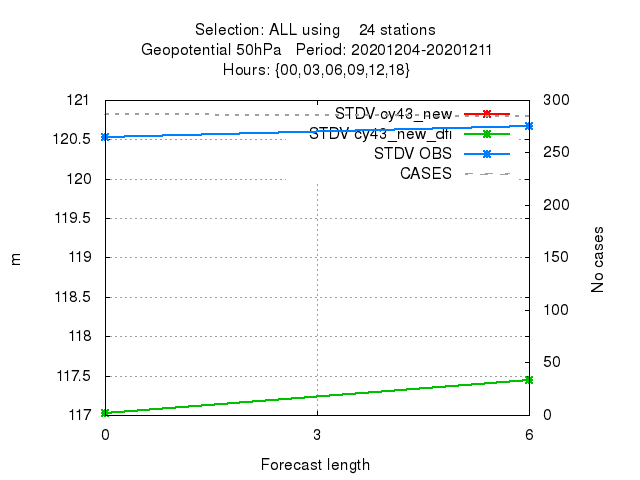 Selection: ALL using    24 stations
Geopotential 50hPa   Period: 20201204-20201211
Hours: {00,03,06,09,12,18}
121
120.5
120
119.5
119
118.5
118
117.5
117
300
250
200
150
100
50
0
STDV cy43_new
STDV cy43_new_dfi
STDV OBS
CASES
m
No cases
0
3
6
Forecast length